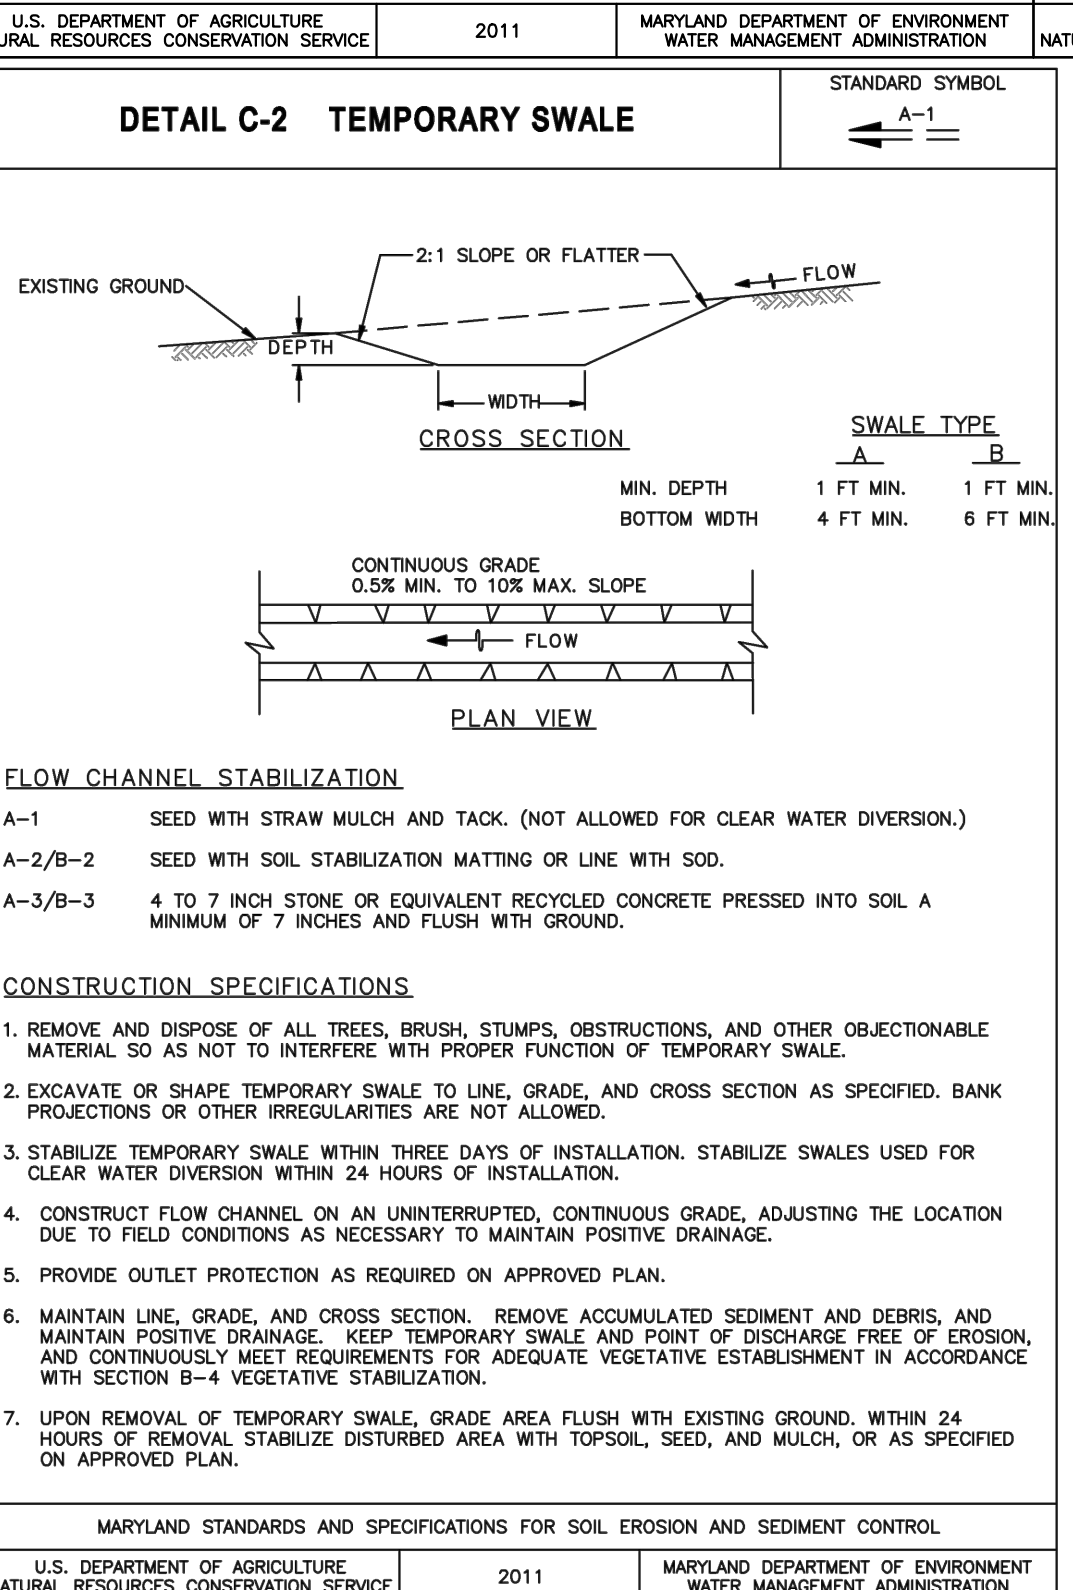 U.S. DEPARTMENT OF AGRICULTURE
RESOURCES CONSERVATION SERVICE
2011
MARYLAND DEPARTMENT OF ENVIRONMENT
WATER MANAGEMENT ADMINISTRATION
DETAIL C-2 TEMPORARY SWALE
STANDARD SYMBOL
A-1
2:1 SLOPE OR FLATTER
FLOW
EXISTING GROUND
DEPTH
WIDTH
CROSS SECTION
SWALE TYPE
A B
MIN. DEPTH 1 FT MIN. 1 FT MIN.
BOTTOM WIDTH 4 FT MIN. 6 FT MIN.
CONTINUOUS GRADE
0.5% MIN. TO 10% MAX. SLOPE
FLOW
PLAN VIEW
FLOW CHANNEL STABILIZATION
A-1 SEED WITH STRAW MULCH AND TACK. (NOT ALLOWED FOR CLEAR WATER DIVERSION.)
A-2/B-2 SEED WITH SOIL STABILIZATION MATTING OR LINE WITH SOD.
A-3/B-3 4 TO 7 INCH STONE OR EQUIVALENT RECYCLED CONCRETE PRESSED INTO SOIL A
MINIMUM OF 7 INCHES AND FLUSH WITH GROUND.
CONSTRUCTION SPECIFICATIONS
1. REMOVE AND DISPOSE OF ALL TREES, BRUSH, STUMPS, OBSTRUCTIONS, AND OTHER OBJECTIONABLE
MATERIAL SO AS NOT TO INTERFERE WITH PROPER FUNCTION OF TEMPORARY SWALE.
2. EXCAVATE OR SHAPE TEMPORARY SWALE TO LINE, GRADE, AND CROSS SECTION AS SPECIFIED. BANK
PROJECTIONS OR OTHER IRREGULARITIES ARE NOT ALLOWED.
3. STABILIZE TEMPORARY SWALE WITHIN THREE DAYS OF INSTALLATION. STABILIZE SWALES USED FOR
CLEAR WATER DIVERSION WITHIN 24 HOURS OF INSTALLATION.
4. CONSTRUCT FLOW CHANNEL ON AN UNINTERRUPTED, CONTINUOUS GRADE, ADJUSTING THE LOCATION
DUE TO FIELD CONDITIONS AS NECESSARY TO MAINTAIN POSITIVE DRAINAGE.
5. PROVIDE OUTLET PROTECTION AS REQUIRED ON APPROVED PLAN.
6. MAINTAIN LINE, GRADE, AND CROSS SECTION. REMOVE ACCUMULATED SEDIMENT AND DEBRIS, AND
MAINTAIN POSITIVE DRAINAGE. KEEP TEMPORARY SWALE AND POINT OF DISCHARGE FREE OF EROSION,
AND CONTINUOUSLY MEET REQUIREMENTS FOR ADEQUATE VEGETATIVE ESTABLISHMENT IN ACCORDANCE
WITH SECTION B-4 VEGETATIVE STABILIZATION.
7. UPON REMOVAL OF TEMPORARY SWALE, GRADE AREA FLUSH WITH EXISTING GROUND. WITHIN 24
HOURS OF REMOVAL STABILIZE DISTURBED AREA WITH TOPSOIL, SEED, AND MULCH, OR AS SPECIFIED
ON APPROVED PLAN.
MARYLAND STANDARDS AND SPECIFICATIONS FOR SOIL EROSION AND SEDIMENT CONTROL
U.S. DEPARTMENT OF AGRICULTURE
RESOURCES CONSERVATION SERVICE
2011
MARYLAND DEPARTMENT OF ENVIRONMENT
WATER MANAGEMENT ADMINISTRATION